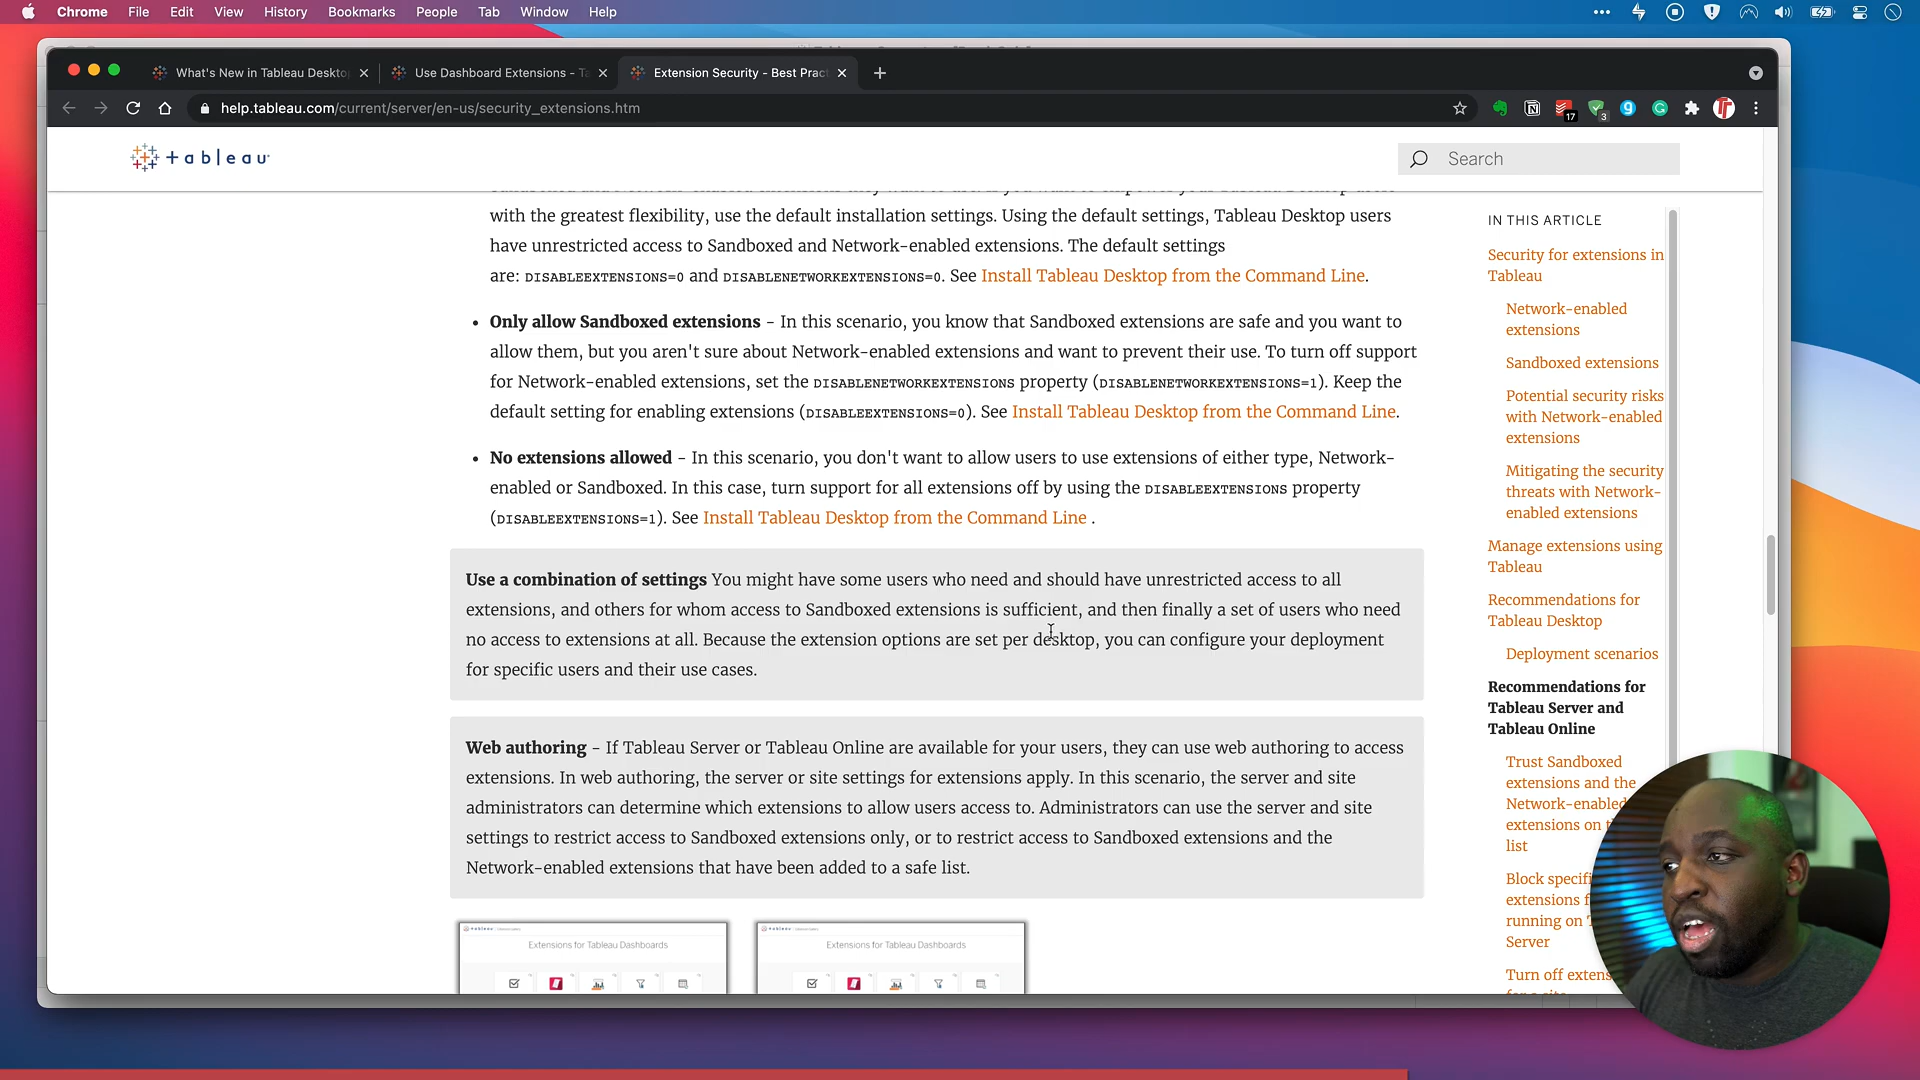 Chrome File Edit View History Bookmarks People Tab Window Help
What's New in Tableau Deskto
Use Dashboard Extensions - Ta
Extension Security - Best Pract
help.tableau.com/current/server/en-us/security_extensions.htm
17
3
+ a b l e a u
Search
with the greatest flexibility, use the default installation settings. Using the default settings, Tableau Desktop users
have unrestricted access to Sandboxed and Network-enabled extensions. The default settings
are: DISABLEEXTENSIONS=0 and DISABLENETWORKEXTENSIONS=0. See Install Tableau Desktop from the Command Line.
• Only allow Sandboxed extensions - In this scenario, you know that Sandboxed extensions are safe and you want to
allow them, but you aren't sure about Network-enabled extensions and want to prevent their use. To turn off support
for Network-enabled extensions, set the DISABLENETWORKEXTENSIONS property (DISABLENETWORKEXTENSIONS=1). Keep the
default setting for enabling extensions (DISABLEEXTENSIONS=0). See Install Tableau Desktop from the Command Line.
• No extensions allowed - In this scenario, you don't want to allow users to use extensions of either type, Network-
enabled or Sandboxed. In this case, turn support for all extensions off by using the DISABLEEXTENSIONS property
(DISABLEEXTENSIONS=1). See Install Tableau Desktop from the Command Line .
Use a combination of settings You might have some users who need and should have unrestricted access to all
extensions, and others for whom access to Sandboxed extensions is sufficient, and then finally a set of users who need
no access to extensions at all. Because the extension options are set per desktop, you can configure your deployment
for specific users and their use cases.
Web authoring - If Tableau Server or Tableau Online are available for your users, they can use web authoring to access
extensions. In web authoring, the server or site settings for extensions apply. In this scenario, the server and site
administrators can determine which extensions to allow users access to. Administrators can use the server and site
settings to restrict access to Sandboxed extensions only, or to restrict access to Sandboxed extensions and the
Network-enabled extensions that have been added to a safe list.
Extensions for Tableau Dashboards
Extensions for Tableau Dashboards
IN THIS ARTICLE
Security for extensions in
Tableau
Network-enabled
extensions
Sandboxed extensions
Potential security risks
with Network-enabled
extensions
Mitigating the security
threats with Network-
enabled extensions
Manage extensions using
Tableau
Recommendations for
Tableau Desktop
Deployment scenarios
Recommendations for
Tableau Server and
Tableau Online
Trust Sandboxed
extensions and the
Network-enabled
extensions on
list
Block specifi
extensions f
running on T
Server
Turn off extens